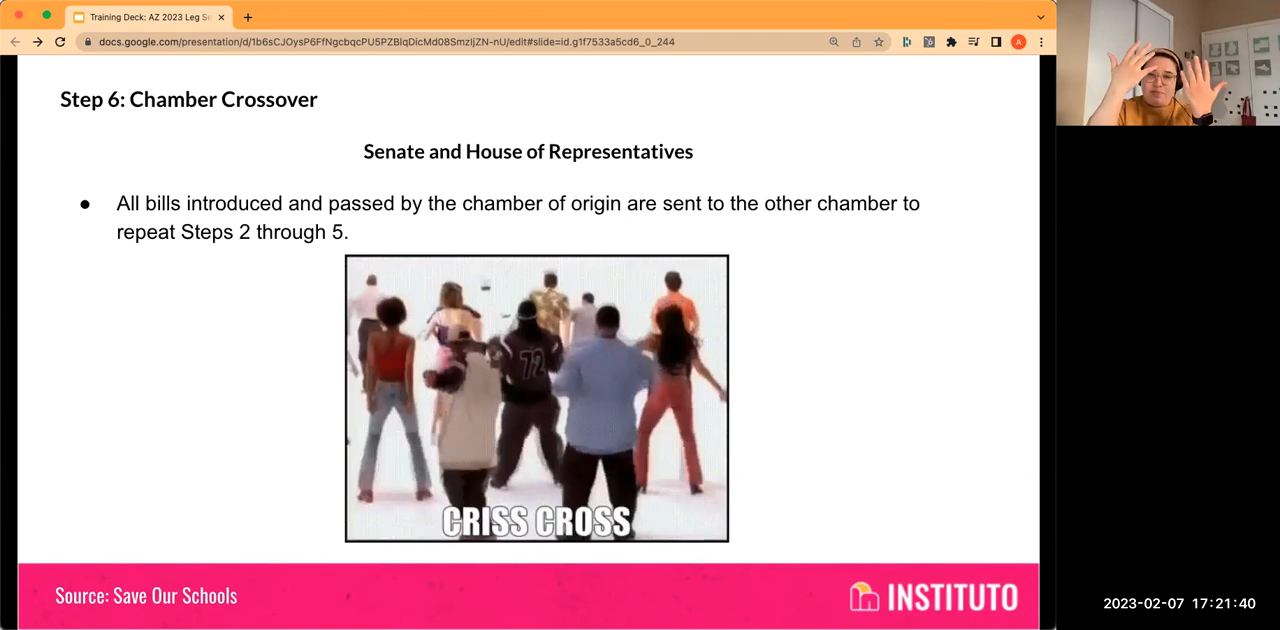 Training Deck: AZ 2023 Leg Se
docs.google.com/presentation/d/1b6sCJOysP6FfNgcbqcPU5PZBlqDicMd08SmzIjZN-nU/edit#slide=id.g1f7533a5cd6_0_244
A
Step 6: Chamber Crossover
Senate and House of Representatives
● All bills introduced and passed by the chamber of origin are sent to the other chamber to
repeat Steps 2 through 5.
72
CRISS CROSS
Source: Save Our Schools
INSTITUTO
2023-02-07 17:21:40